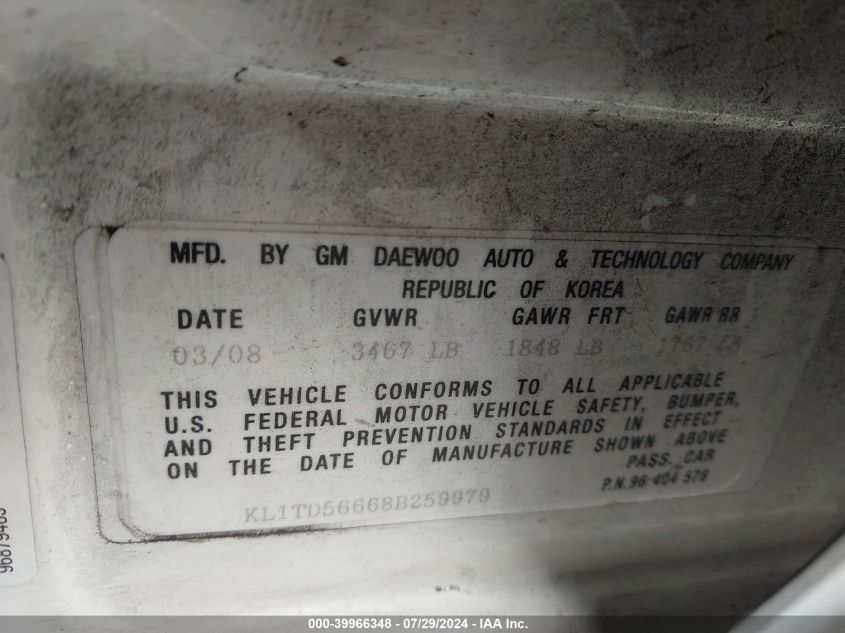 MFD. BY GM DAEWOO AUTO & TECHNOLOGY COMPANY
REPUBLIC OF KOREA
DATE GVWR GAWR FRT GAWR RR
03/08 3467 LB 1848 LB 1767 LB
THIS VEHICLE CONFORMS TO ALL APPLICABLE
U.S. FEDERAL MOTOR VEHICLE SAFETY, BUMPER,
AND THEFT PREVENTION STANDARDS IN EFFECT
ON THE DATE OF MANUFACTURE SHOWN ABOVE
PASS. CAR
P.N. 96 404 579
KL1TD56668B259979
96879465
000-39966348 - 07/29/2024 - IAA Inc.